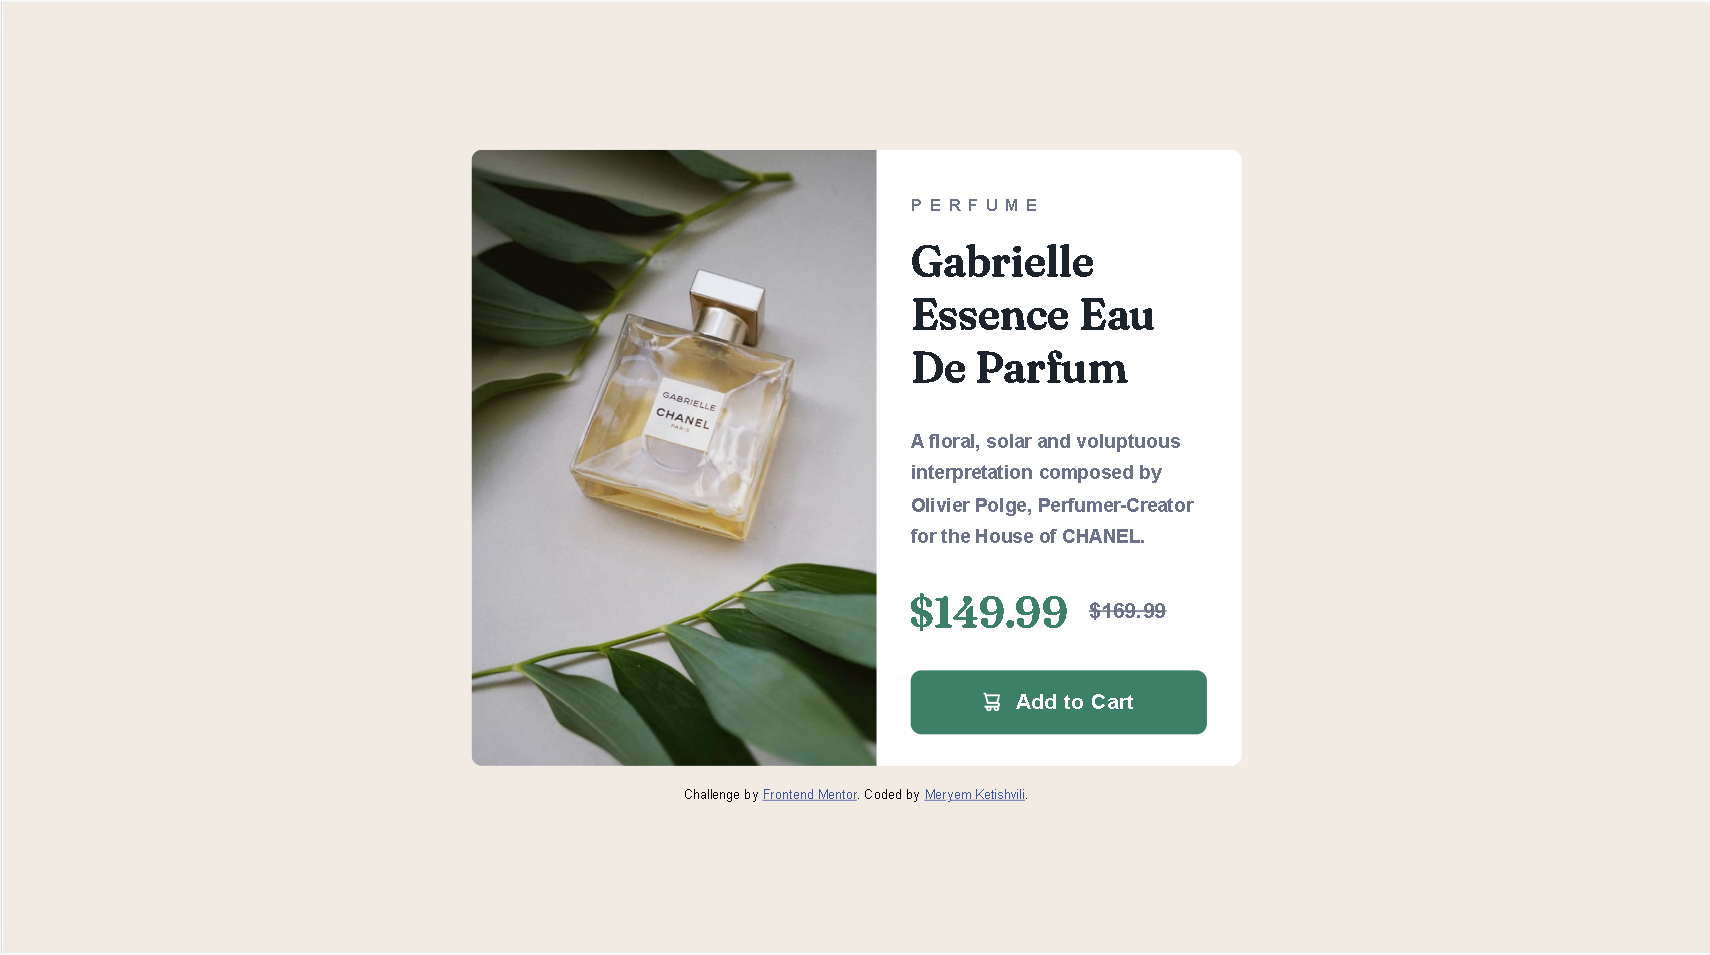 PERFUME
Gabrielle
Essence Eau
De Parfum
A floral, solar and voluptuous
interpretation composed by
Olivier Polge, Perfumer-Creator
for the House of CHANEL.
$149.99 $169.99
Add to Cart
GABRIELLE
CHANEL
PARIS
Challenge by Frontend Mentor. Coded by Meryem Ketishvili.